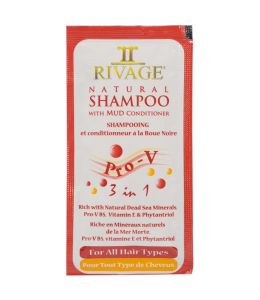 RIVAGE®
NATURAL
SHAMPOO
WITH MUD CONDITIONER
SHAMPOOING
et conditionneur à la Boue Noire
Pro-V
3 in 1
Rich with Natural Dead Sea Minerals
Pro-V B5, Vitamin E & Phytantriol
Riche en Minéraux naturels
de la Mer Morte,
Pro-V B5, vitamine E et Phytantriol
For All Hair Types
Pour Tout Type de Cheveux